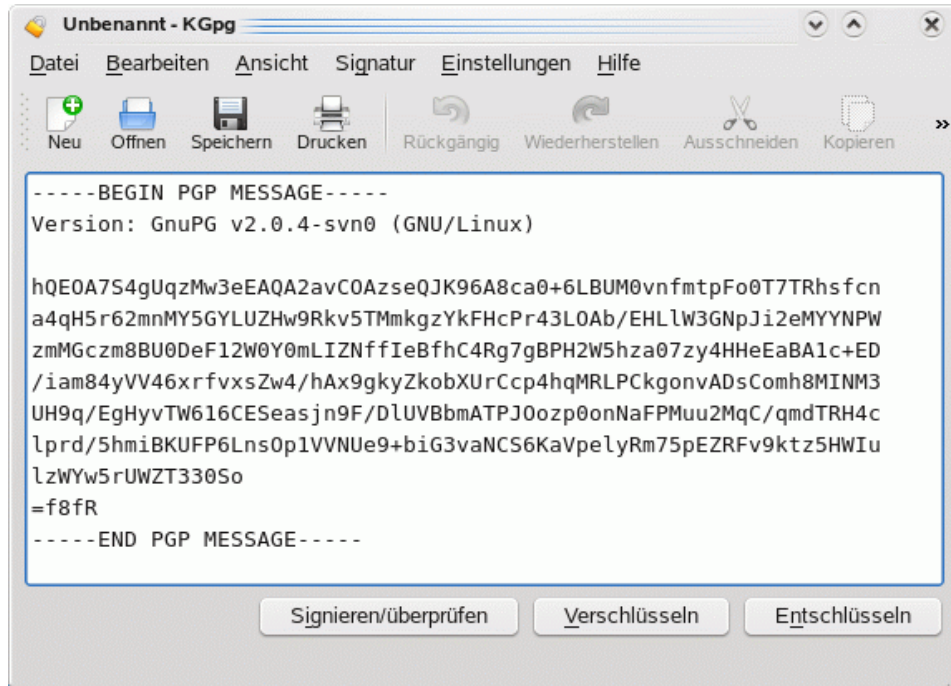 Unbenannt - KGpg
Datei Bearbeiten Ansicht Signatur Einstellungen Hilfe
Neu Öffnen Speichern Drucken Rückgängig Wiederherstellen Ausschneiden Kopieren »
-----BEGIN PGP MESSAGE-----
Version: GnuPG v2.0.4-svn0 (GNU/Linux)
hQEOA7S4gUqzMw3eEAQA2avCOAzseQJK96A8ca0+6LBUM0vnfmtpFo0T7TRhsfcn
a4qH5r62mnMY5GYLUZHw9Rkv5TMmkgzYkFHcPr43LOAb/EHLlW3GNpJi2eMYYNPW
zmMGczm8BU0DeF12W0Y0mLIZNffIeBfhC4Rg7gBPH2W5hza07zy4HHeEaBA1c+ED
/iam84yVV46xrfvxsZw4/hAx9gkyZkobXUrCcp4hqMRLPCkgonvADsComh8MINM3
UH9q/EgHyvTW616CESeasjn9F/DlUVBbmATPJOozp0onNaFPMuu2MqC/qmdTRH4c
lprd/5hmiBKUFP6LnsOp1VVNUe9+biG3vaNCS6KaVpelyRm75pEZRFv9ktz5HWIu
lzWYw5rUWZT330So
=f8fR
-----END PGP MESSAGE-----
Signieren/überprüfen Verschlüsseln Entschlüsseln